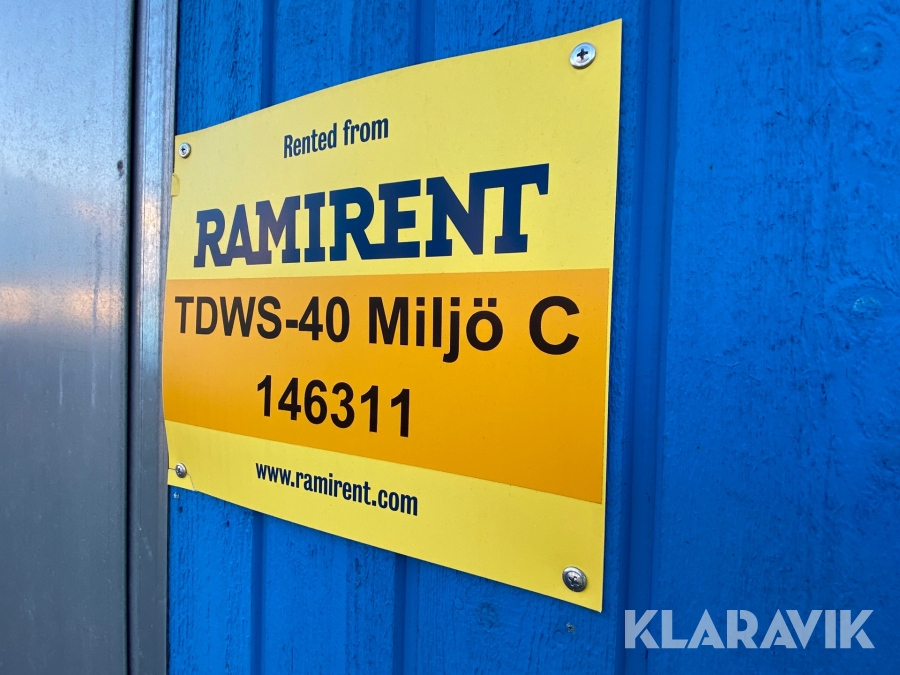 Rented from
RAMIRENT
TDWS-40 Miljö C
146311
www.ramirent.com
KLARAVIK